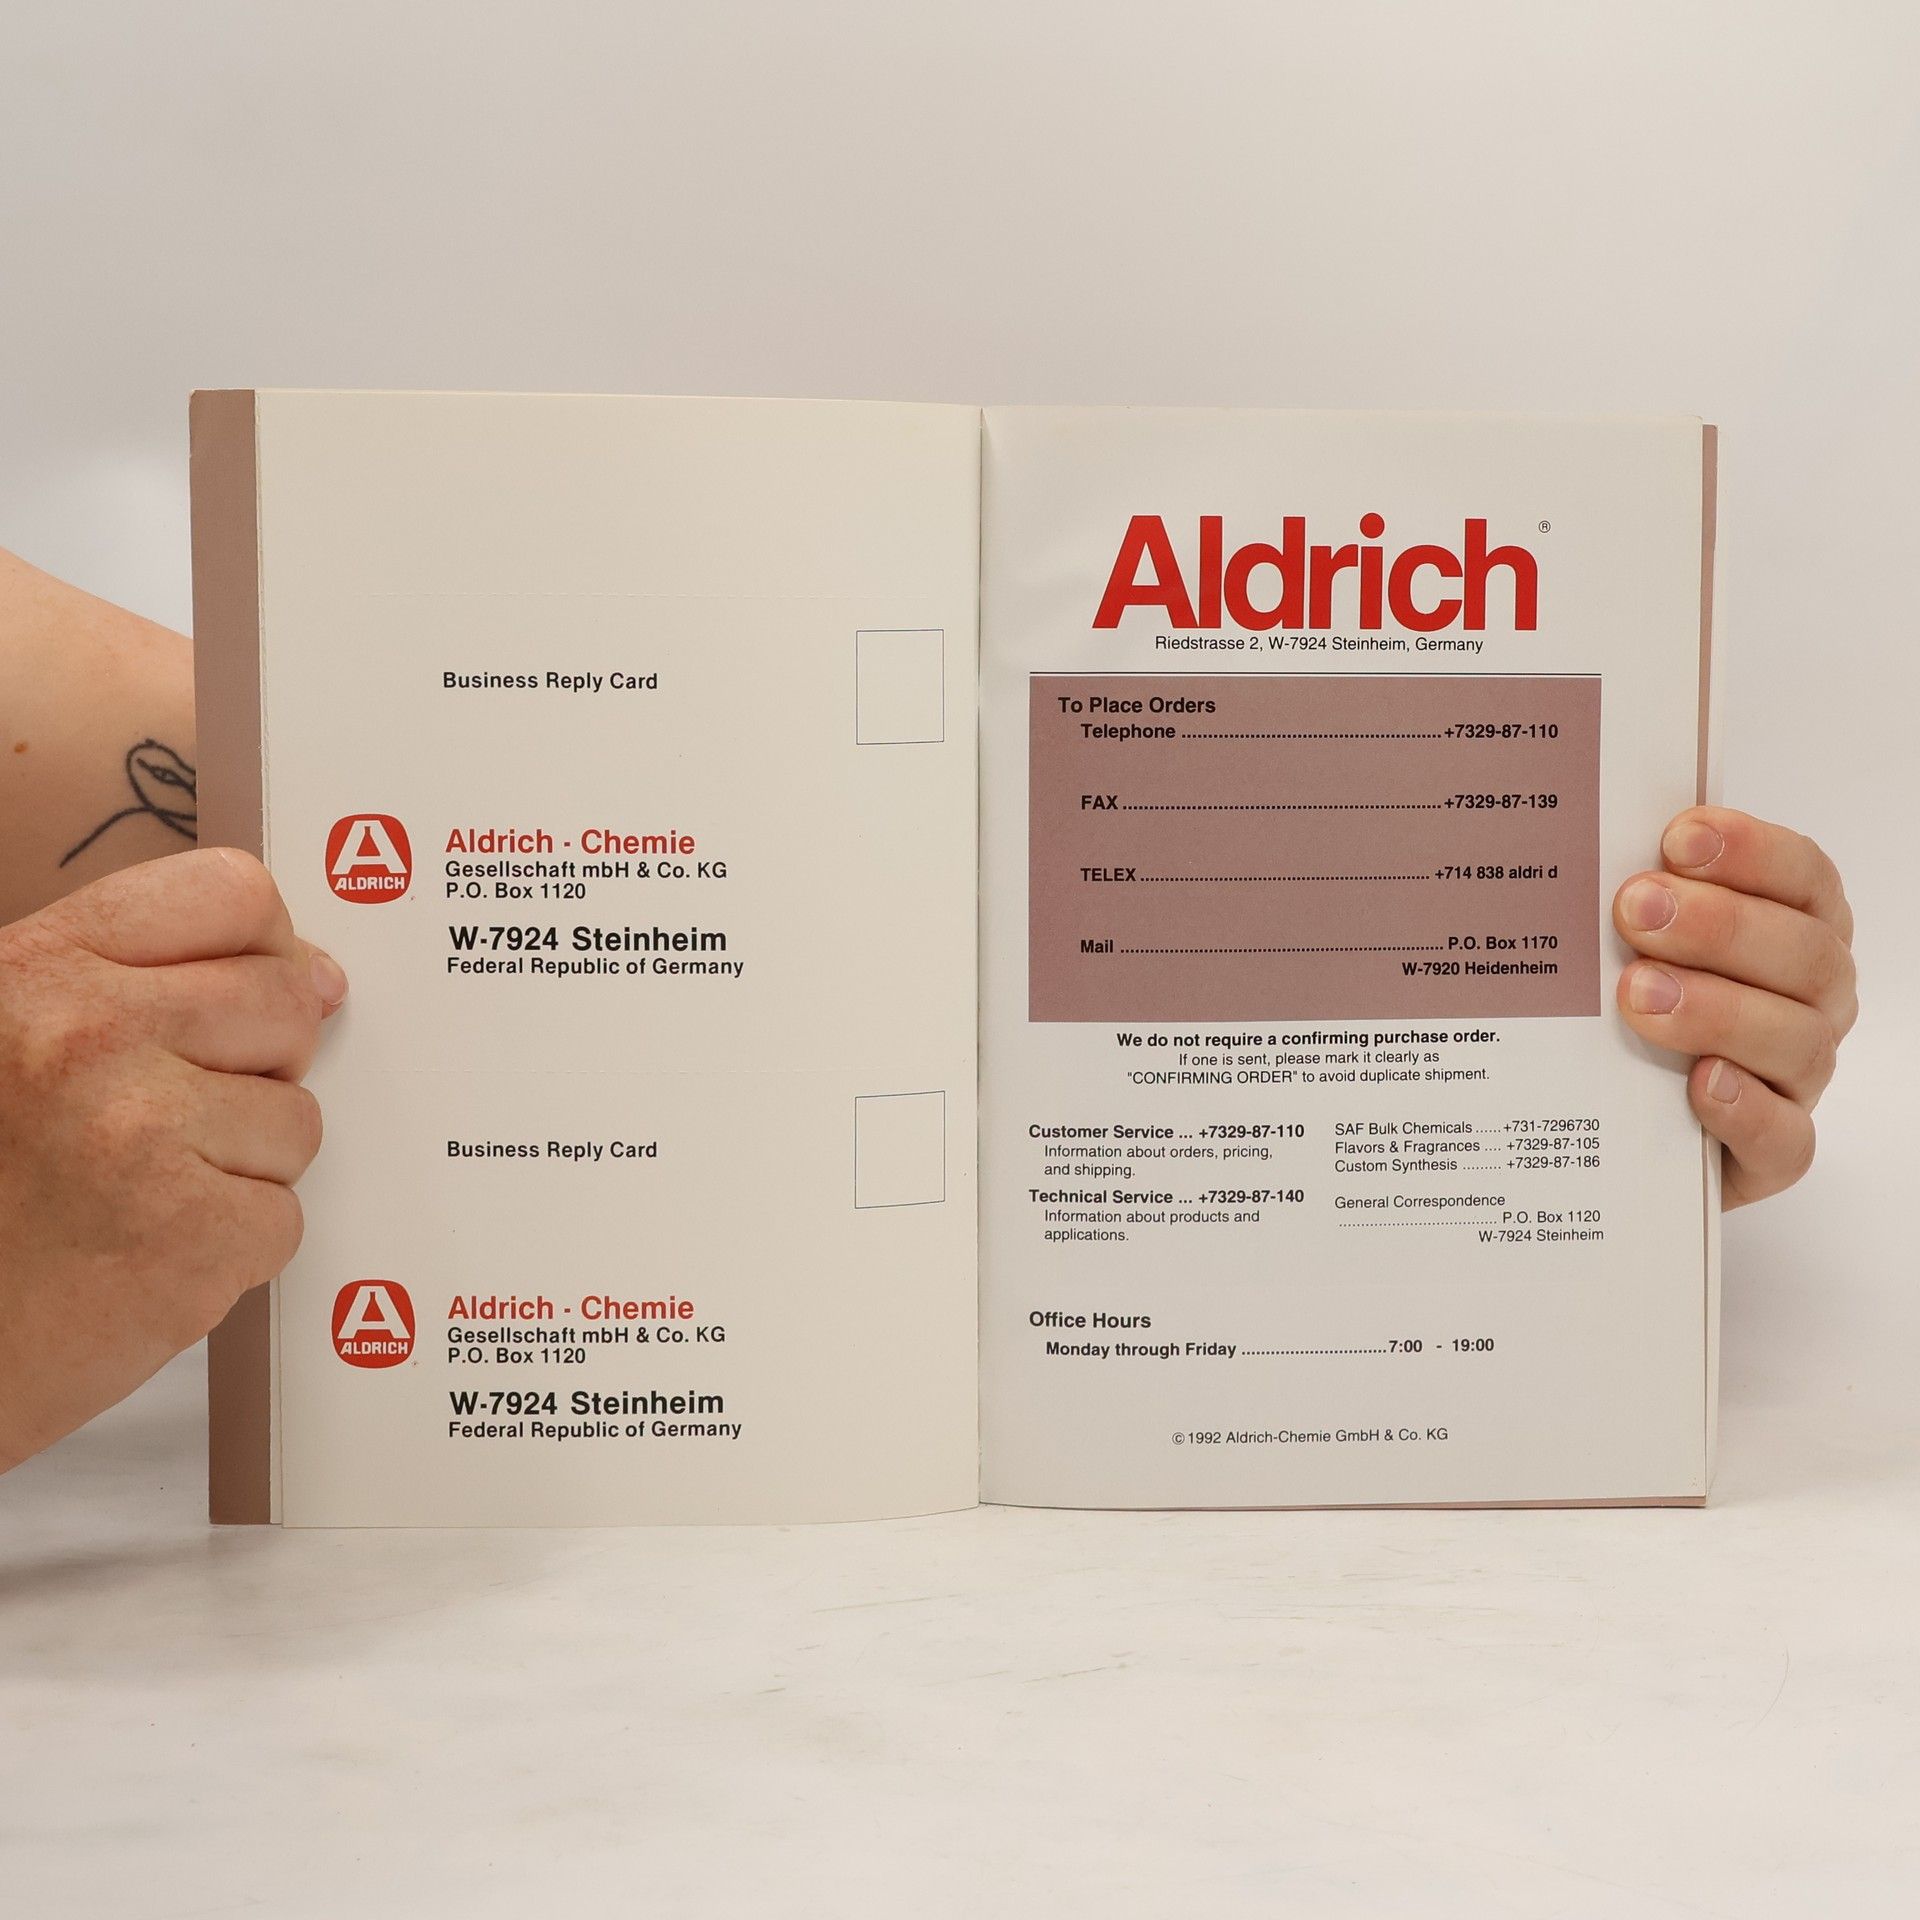 Business Reply Card
ALDRICH
Aldrich - Chemie
Gesellschaft mbH & Co. KG
P.O. Box 1120
W-7924 Steinheim
Federal Republic of Germany
Business Reply Card
ALDRICH
Aldrich - Chemie
Gesellschaft mbH & Co. KG
P.O. Box 1120
W-7924 Steinheim
Federal Republic of Germany
Aldrich®
Riedstrasse 2, W-7924 Steinheim, Germany
To Place Orders
Telephone ........................................... +7329-87-110
FAX ..................................................... +7329-87-139
TELEX ................................................ +714 838 aldri d
Mail ...................................................... P.O. Box 1170
W-7920 Heidenheim
We do not require a confirming purchase order.
If one is sent, please mark it clearly as
"CONFIRMING ORDER" to avoid duplicate shipment.
Customer Service ... +7329-87-110
Information about orders, pricing,
and shipping.
Technical Service ... +7329-87-140
Information about products and
applications.
SAF Bulk Chemicals ...... +731-7296730
Flavors & Fragrances .... +7329-87-105
Custom Synthesis ......... +7329-87-186
General Correspondence
...................................... P.O. Box 1120
W-7924 Steinheim
Office Hours
Monday through Friday .............................. 7:00 - 19:00
© 1992 Aldrich-Chemie GmbH & Co. KG